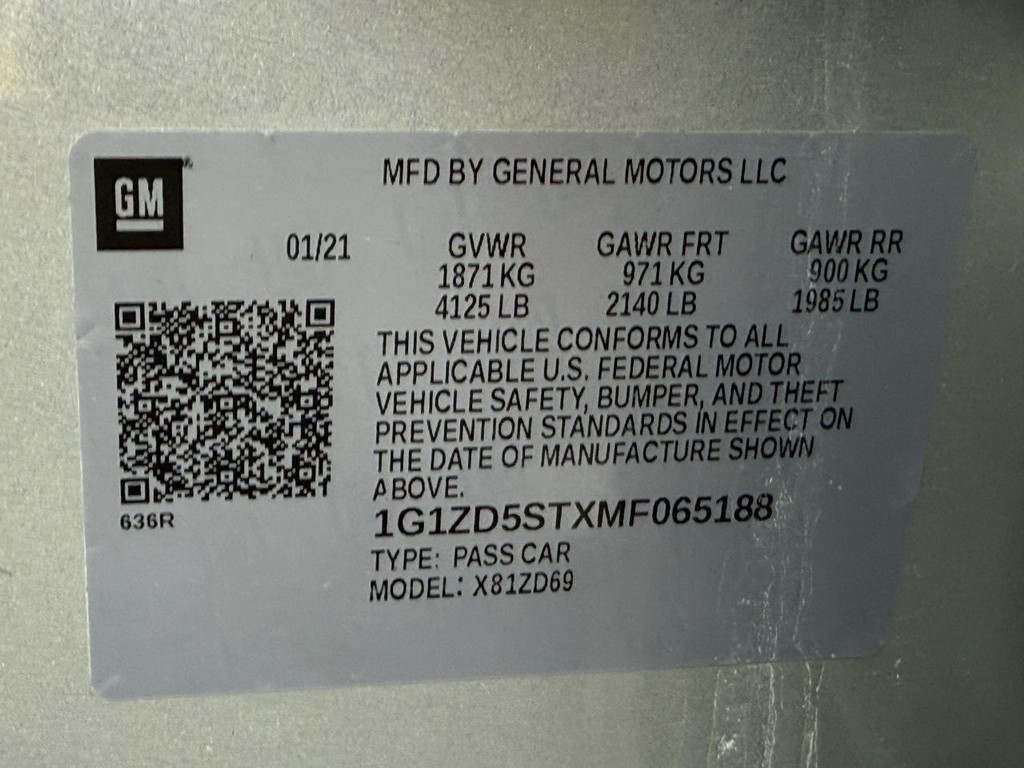 GM
MFD BY GENERAL MOTORS LLC
01/21 GVWR GAWR FRT GAWR RR
1871 KG 971 KG 900 KG
4125 LB 2140 LB 1985 LB
THIS VEHICLE CONFORMS TO ALL
APPLICABLE U.S. FEDERAL MOTOR
VEHICLE SAFETY, BUMPER, AND THEFT
PREVENTION STANDARDS IN EFFECT ON
THE DATE OF MANUFACTURE SHOWN
ABOVE.
636R
1G1ZD5STXMF065188
TYPE: PASS CAR
MODEL: X81ZD69